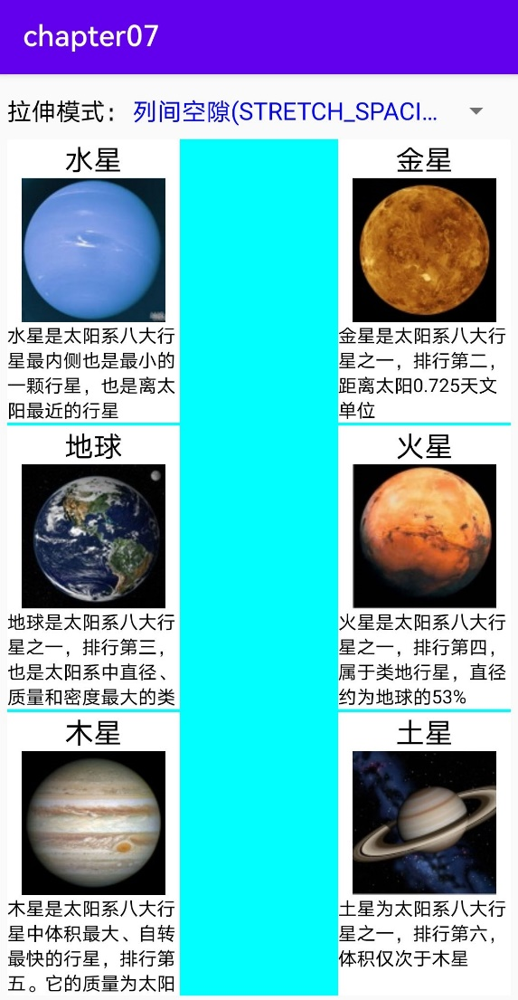 chapter07
拉伸模式： 列间空隙(STRETCH_SPACI...
水星
水星是太阳系八大行
星最内侧也是最小的
一颗行星，也是离太
阳最近的行星
金星
金星是太阳系八大行
星之一，排行第二，
距离太阳0.725天文
单位
地球
地球是太阳系八大行
星之一，排行第三，
也是太阳系中直径、
质量和密度最大的类
火星
火星是太阳系八大行
星之一，排行第四，
属于类地行星，直径
约为地球的53%
木星
木星是太阳系八大行
星中体积最大、自转
最快的行星，排行第
五。它的质量为太阳
土星
土星为太阳系八大行
星之一，排行第六，
体积仅次于木星